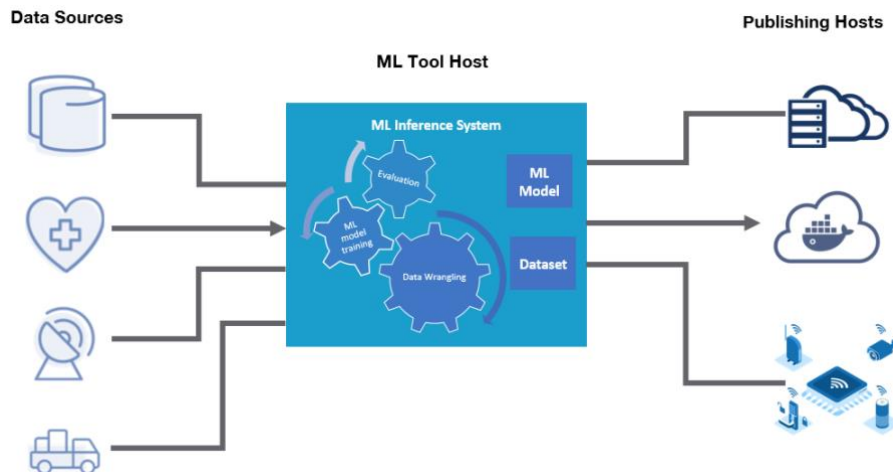 Data Sources
Publishing Hosts
ML Tool Host
ML Inference System
Evaluation
ML
model
training
Data Wrangling
ML
Model
Dataset